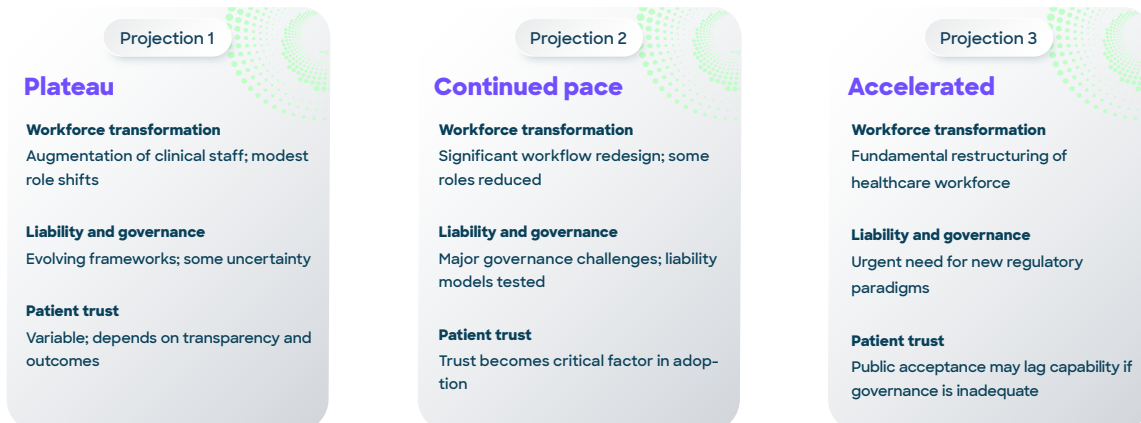 Projection 1
Plateau
Workforce transformation
Augmentation of clinical staff; modest
role shifts
Liability and governance
Evolving frameworks; some uncertainty
Patient trust
Variable; depends on transparency and
outcomes
Projection 2
Continued pace
Workforce transformation
Significant workflow redesign; some
roles reduced
Liability and governance
Major governance challenges; liability
models tested
Patient trust
Trust becomes critical factor in adop-
tion
Projection 3
Accelerated
Workforce transformation
Fundamental restructuring of
healthcare workforce
Liability and governance
Urgent need for new regulatory
paradigms
Patient trust
Public acceptance may lag capability if
governance is inadequate